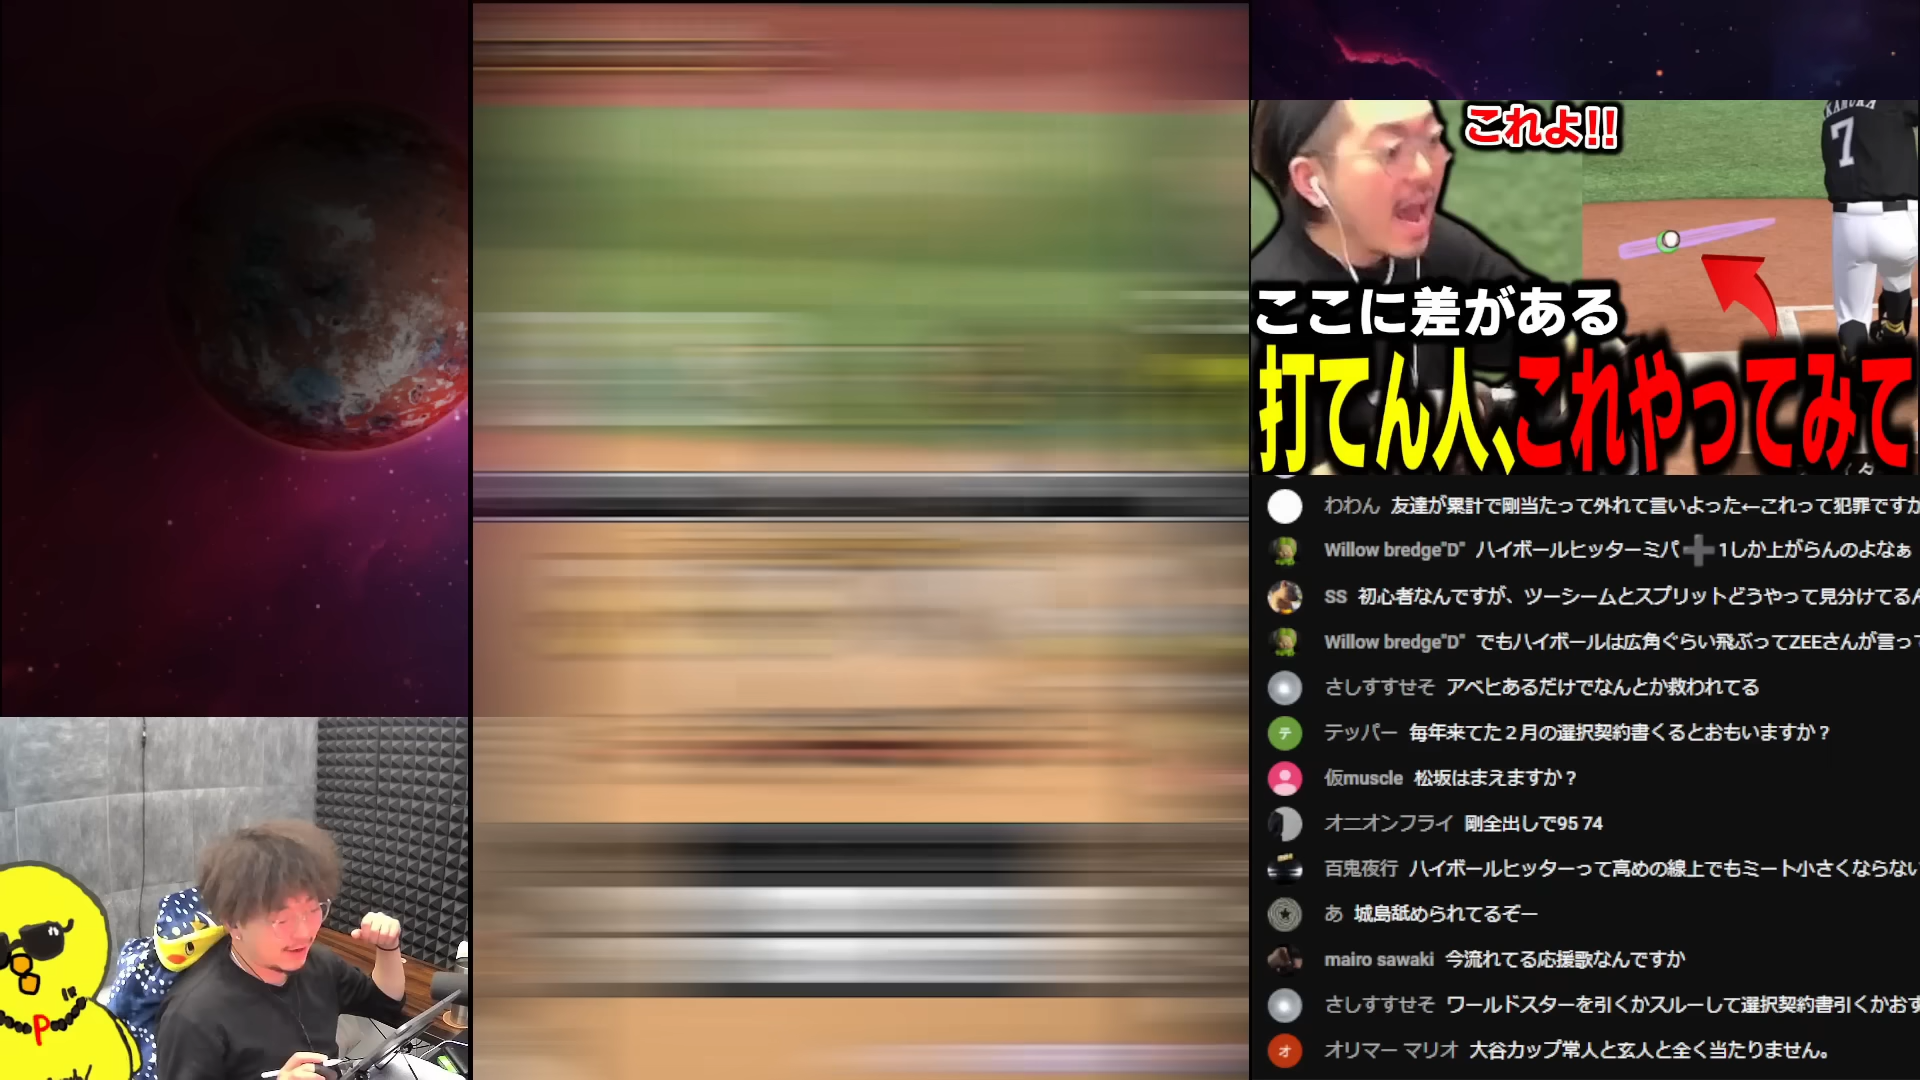 これよ!!
KAMURA
7
ここに差がある
打てん人、これやってみて
わわん 友達が累計で剛当たって外れて言いよった←これって犯罪ですか
Willow bredge"D" ハイボールヒッターミパ➕1しか上がらんのよなぁ
SS 初心者なんですが、ツーシームとスプリットどうやって見分けてるん
Willow bredge"D" でもハイボールは広角ぐらい飛ぶってZEEさんが言って
さしすすせそ アベヒあるだけでなんとか救われてる
テ テッパー 毎年来てた２月の選択契約書くるとおもいますか？
仮muscle 松坂はまえますか？
オニオンフライ 剛全出しで95 74
百鬼夜行 ハイボールヒッターって高めの線上でもミート小さくならない
あ 城島舐められてるぞー
mairo sawaki 今流れてる応援歌なんですか
さしすすせそ ワールドスターを引くかスルーして選択契約書引くかおす
オ オリマー マリオ 大谷カップ常人と玄人と全く当たりません。
P